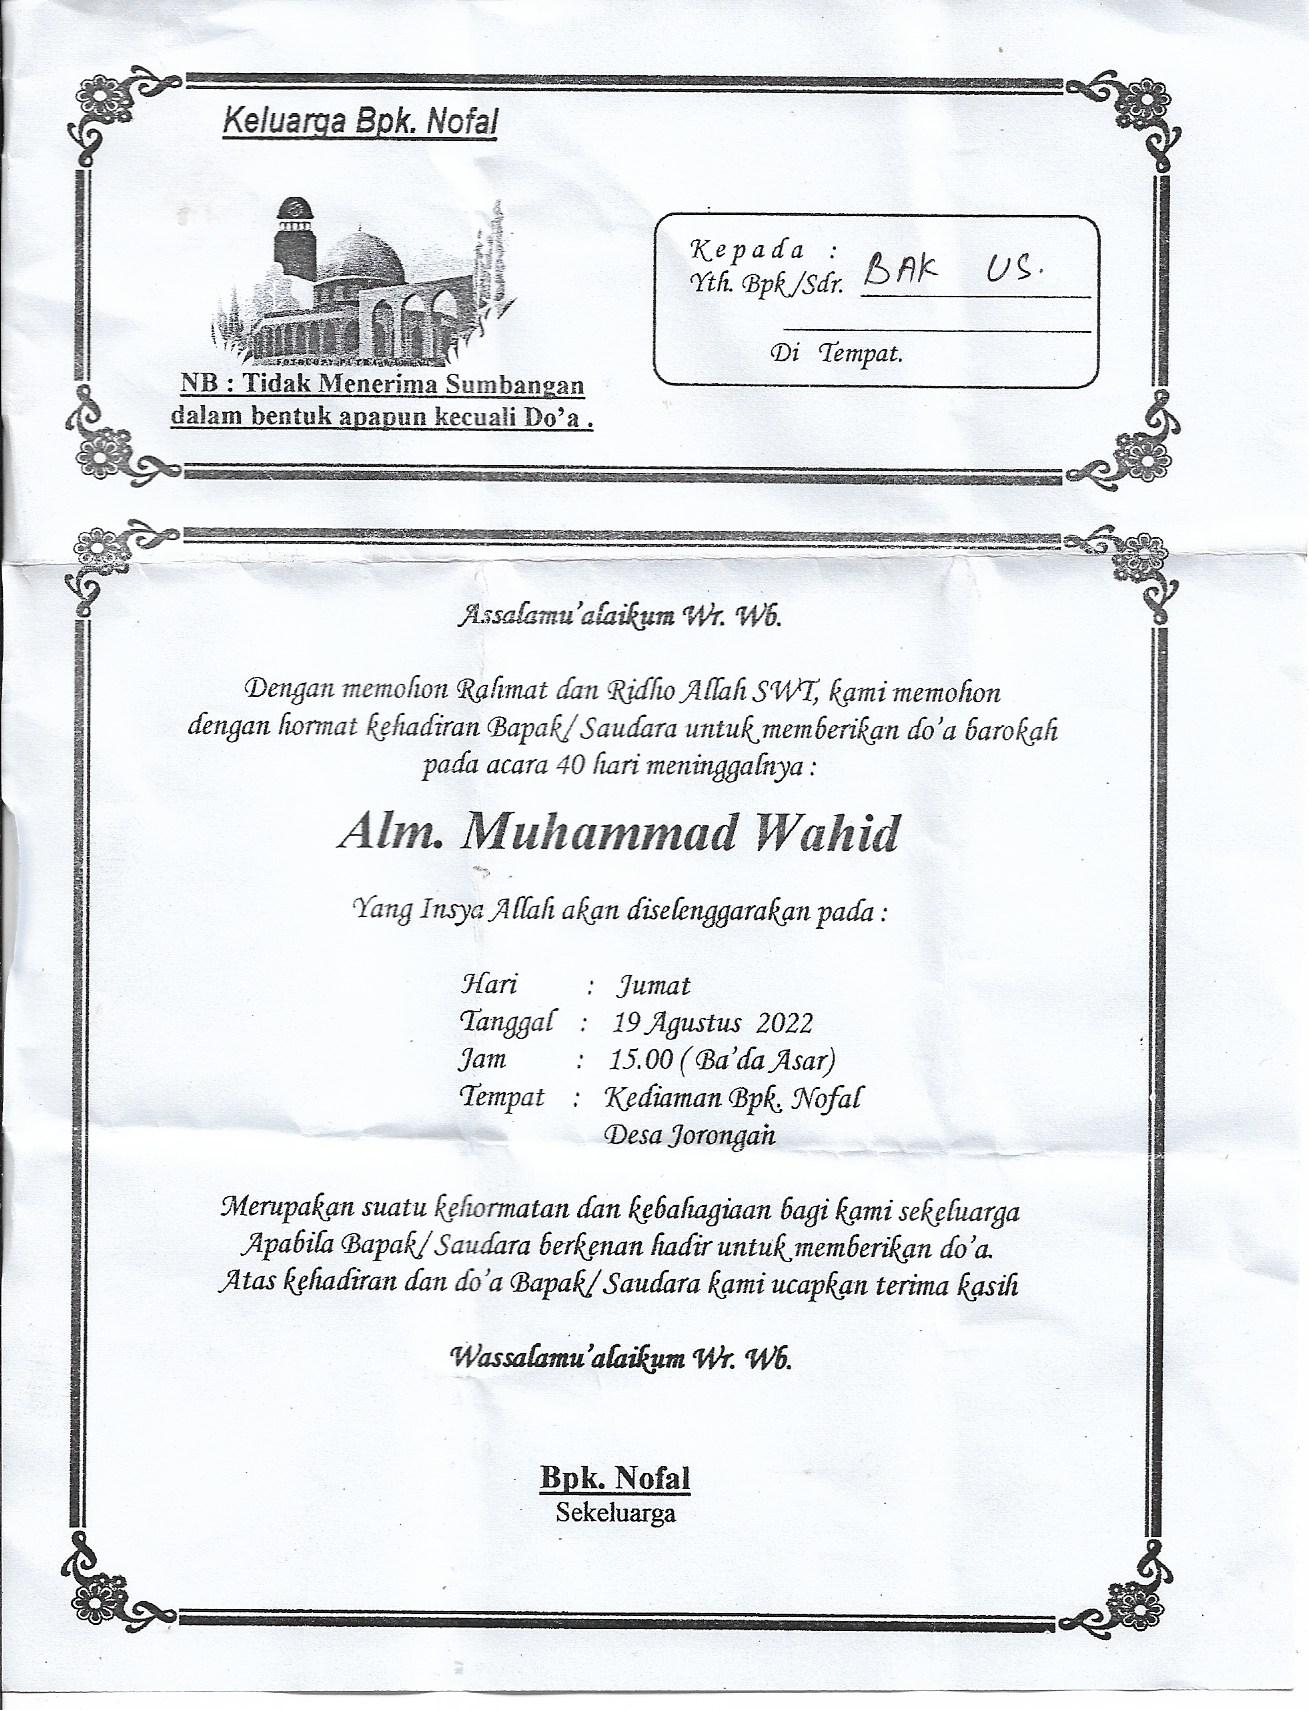 Keluarga Bpk. Nofal
Kepada :
Yth. Bpk/Sdr. BAK US.
Di Tempat.
NB : Tidak Menerima Sumbangan
dalam bentuk apapun kecuali Do'a .
Assalamu'alaikum Wr. Wb.
Dengan memohon Rahmat dan Ridho Allah SWT, kami memohon
dengan hormat kehadiran Bapak/ Saudara untuk memberikan do'a barokah
pada acara 40 hari meninggalnya :
Alm. Muhammad Wahid
Yang Insya Allah akan diselenggarakan pada :
Hari : Jumat
Tanggal : 19 Agustus 2022
Jam : 15.00 ( Ba'da Asar)
Tempat : Kediaman Bpk. Nofal
Desa Jorongan
Merupakan suatu kehormatan dan kebahagiaan bagi kami sekeluarga
Apabila Bapak/ Saudara berkenan hadir untuk memberikan do'a.
Atas kehadiran dan do'a Bapak/ Saudara kami ucapkan terima kasih
Wassalamu'alaikum Wr. Wb.
Bpk. Nofal
Sekeluarga